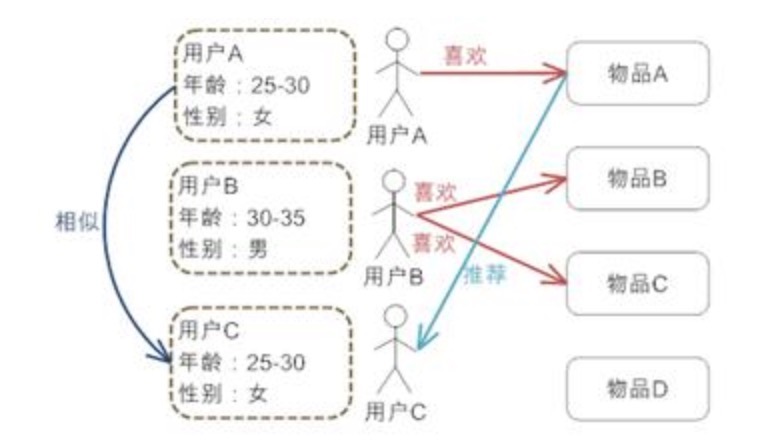 用户A
年龄：25-30
性别：女
用户A
喜欢
物品A
相似
用户B
年龄：30-35
性别：男
用户B
喜欢
喜欢
物品B
物品C
推荐
用户C
年龄：25-30
性别：女
用户C
物品D